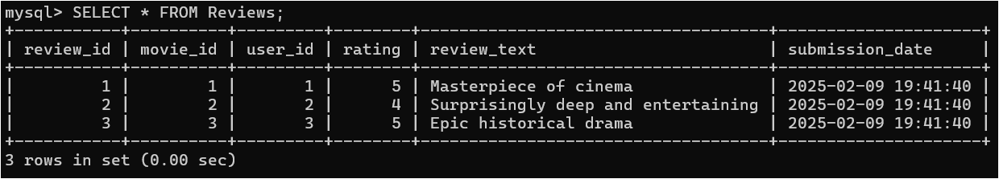 mysql> SELECT * FROM Reviews;
+-----------+----------+---------+--------+----------------------------------+---------------------+
| review_id | movie_id | user_id | rating | review_text                      | submission_date     |
+-----------+----------+---------+--------+----------------------------------+---------------------+
|         1 |        1 |       1 |      5 | Masterpiece of cinema            | 2025-02-09 19:41:40 |
|         2 |        2 |       2 |      4 | Surprisingly deep and entertaining | 2025-02-09 19:41:40 |
|         3 |        3 |       3 |      5 | Epic historical drama            | 2025-02-09 19:41:40 |
+-----------+----------+---------+--------+----------------------------------+---------------------+
3 rows in set (0.00 sec)